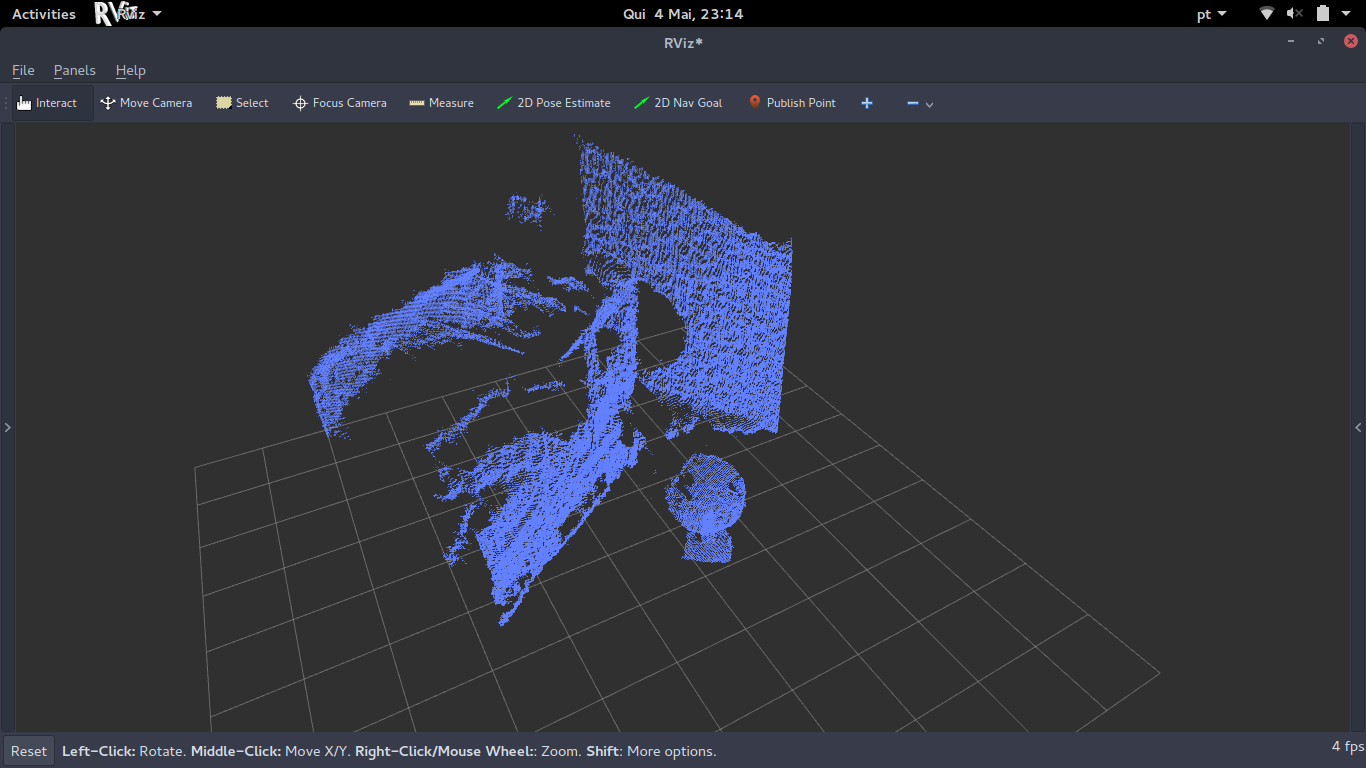 Activities RViz RViz Qui 4 Mai, 23:14 pt
RViz*
File Panels Help
Interact Move Camera Select Focus Camera Measure 2D Pose Estimate 2D Nav Goal Publish Point
Reset Left-Click: Rotate. Middle-Click: Move X/Y. Right-Click/Mouse Wheel:: Zoom. Shift: More options. 4 fps